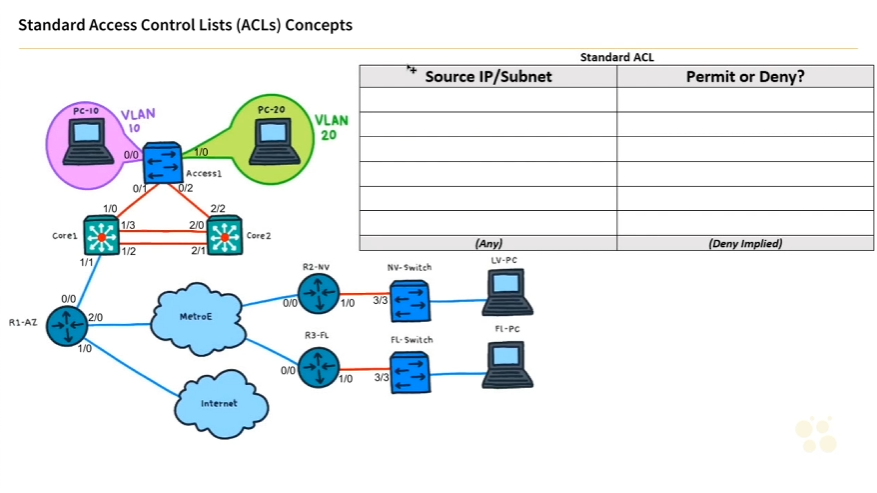 Standard Access Control Lists (ACLs) Concepts
Standard ACL
Source IP/Subnet
Permit or Deny?
(Any)
(Deny Implied)
PC-10
VLAN
10
PC-20
VLAN
20
0/0
1/0
Access1
0/1
0/2
1/0
2/2
Core1
1/3
2/0
Core2
1/2
2/1
1/1
R2-NV
NV-Switch
LV-PC
0/0
R1-AZ
2/0
MetroE
0/0
1/0
3/3
1/0
R3-FL
FL-Switch
FL-PC
0/0
1/0
3/3
Internet